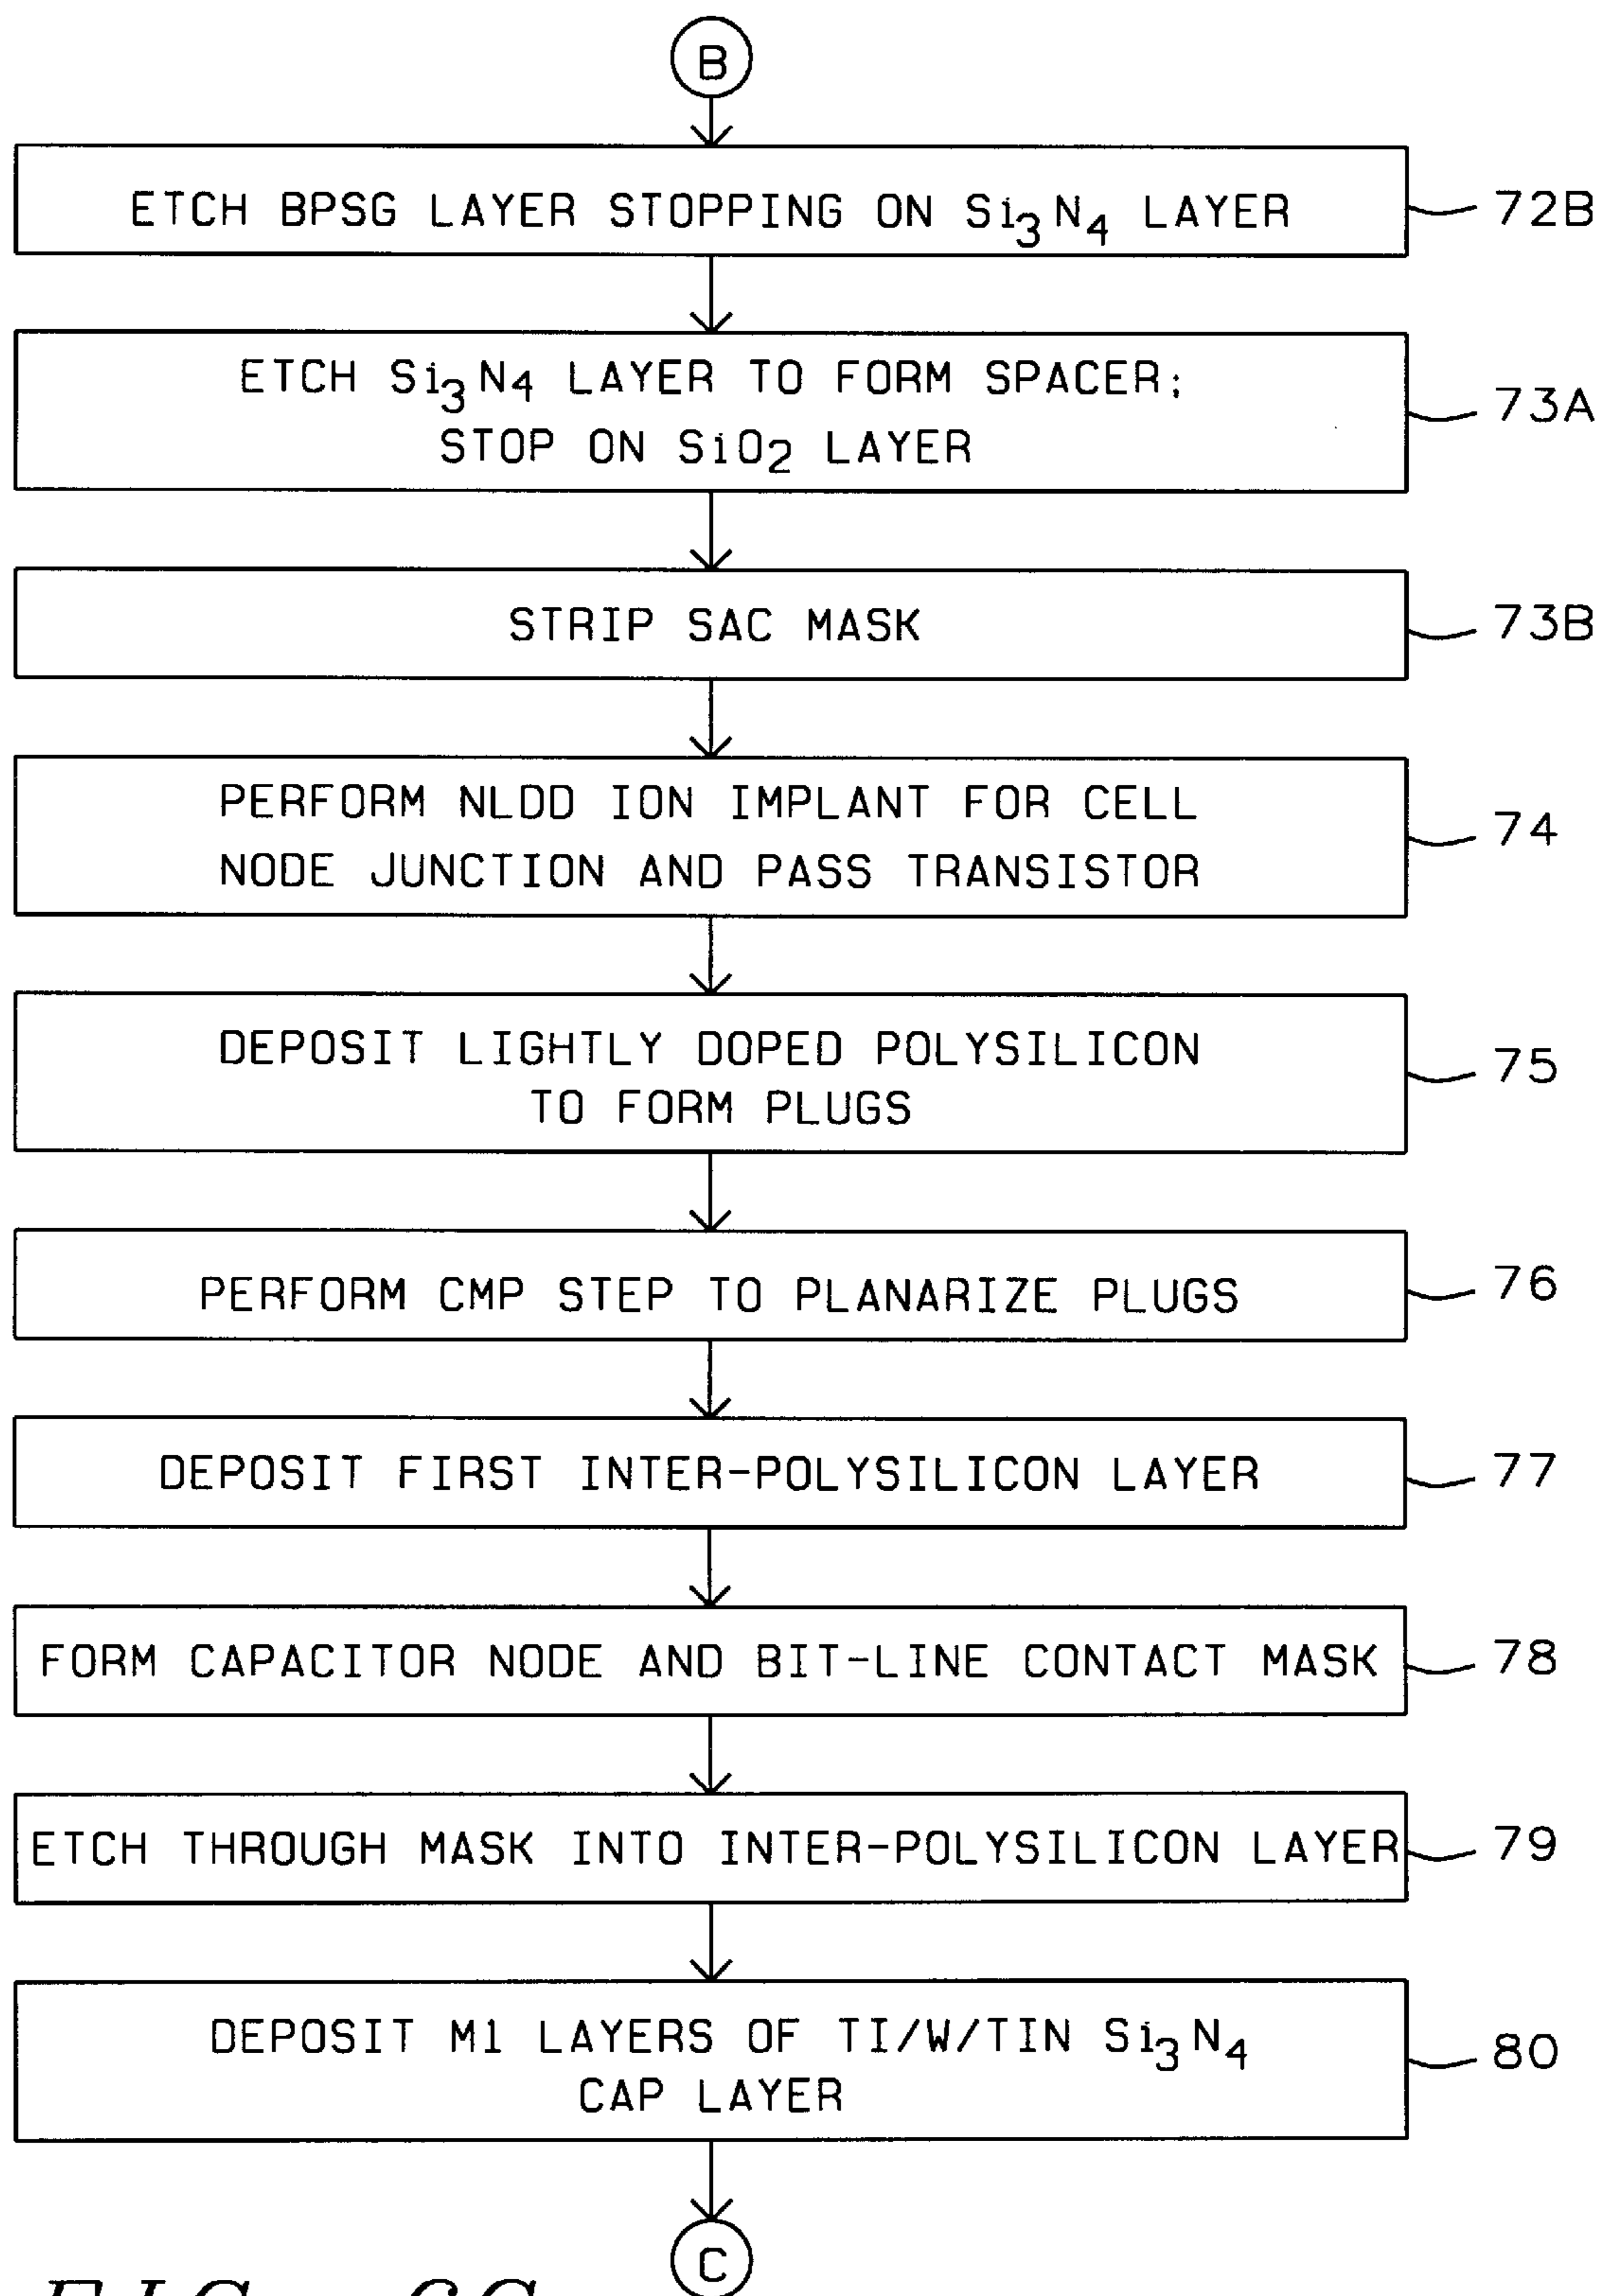 B
ETCH BPSG LAYER STOPPING ON Si3N4 LAYER
72B
ETCH Si3N4 LAYER TO FORM SPACER;
STOP ON SiO2 LAYER
73A
STRIP SAC MASK
73B
PERFORM NLDD ION IMPLANT FOR CELL
NODE JUNCTION AND PASS TRANSISTOR
74
DEPOSIT LIGHTLY DOPED POLYSILICON
TO FORM PLUGS
75
PERFORM CMP STEP TO PLANARIZE PLUGS
76
DEPOSIT FIRST INTER-POLYSILICON LAYER
77
FORM CAPACITOR NODE AND BIT-LINE CONTACT MASK
78
ETCH THROUGH MASK INTO INTER-POLYSILICON LAYER
79
DEPOSIT M1 LAYERS OF TI/W/TIN Si3N4
CAP LAYER
80
C